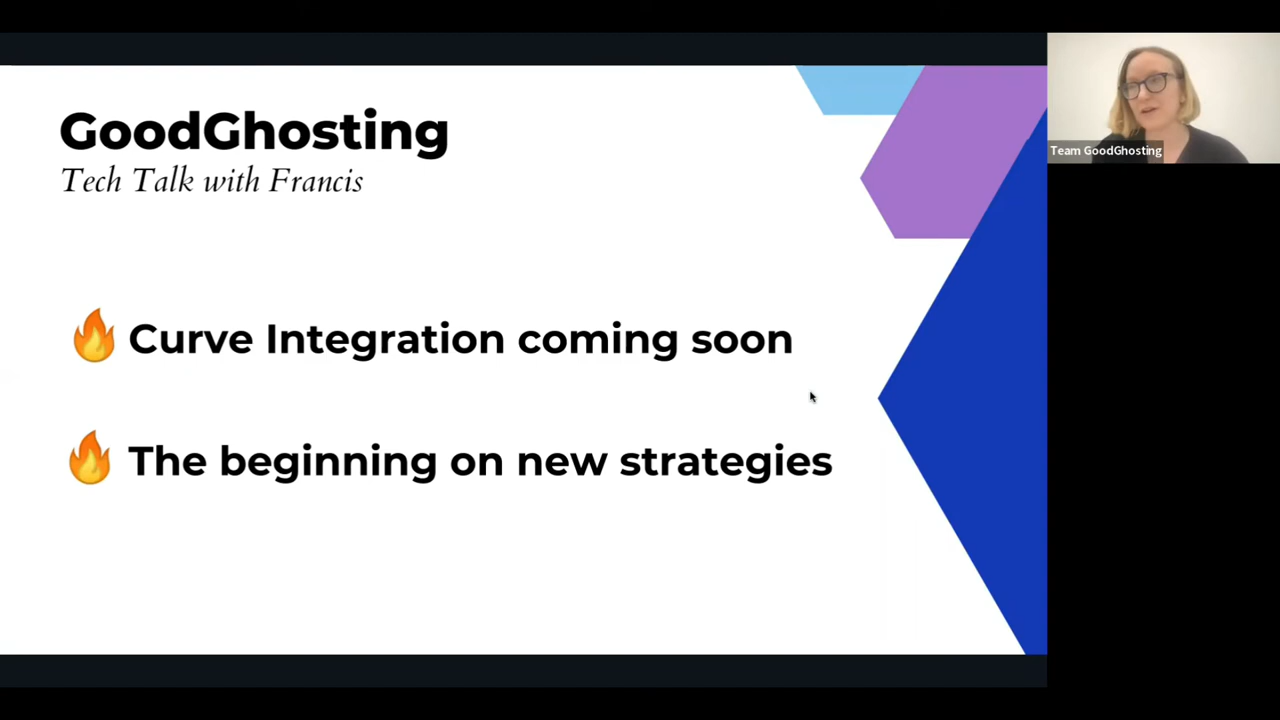 GoodGhosting
Tech Talk with Francis
🔥 Curve Integration coming soon
🔥 The beginning on new strategies
Team GoodGhosting